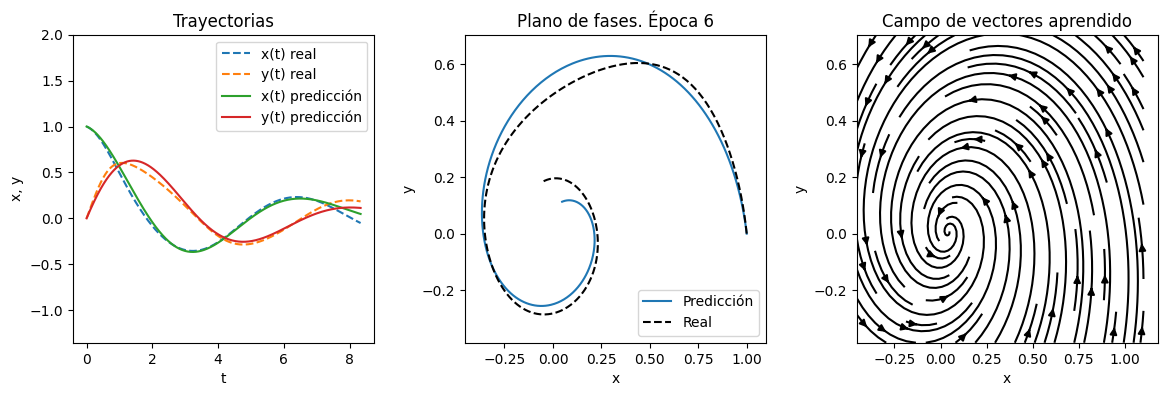 Trayectorias
x, y
2.0
1.5
1.0
0.5
0.0
−0.5
−1.0
0
2
4
6
8
t
x(t) real
y(t) real
x(t) predicción
y(t) predicción
Plano de fases. Época 6
y
0.6
0.4
0.2
0.0
−0.2
−0.25
0.00
0.25
0.50
0.75
1.00
x
Predicción
Real
Campo de vectores aprendido
y
0.6
0.4
0.2
0.0
−0.2
−0.25
0.00
0.25
0.50
0.75
1.00
x